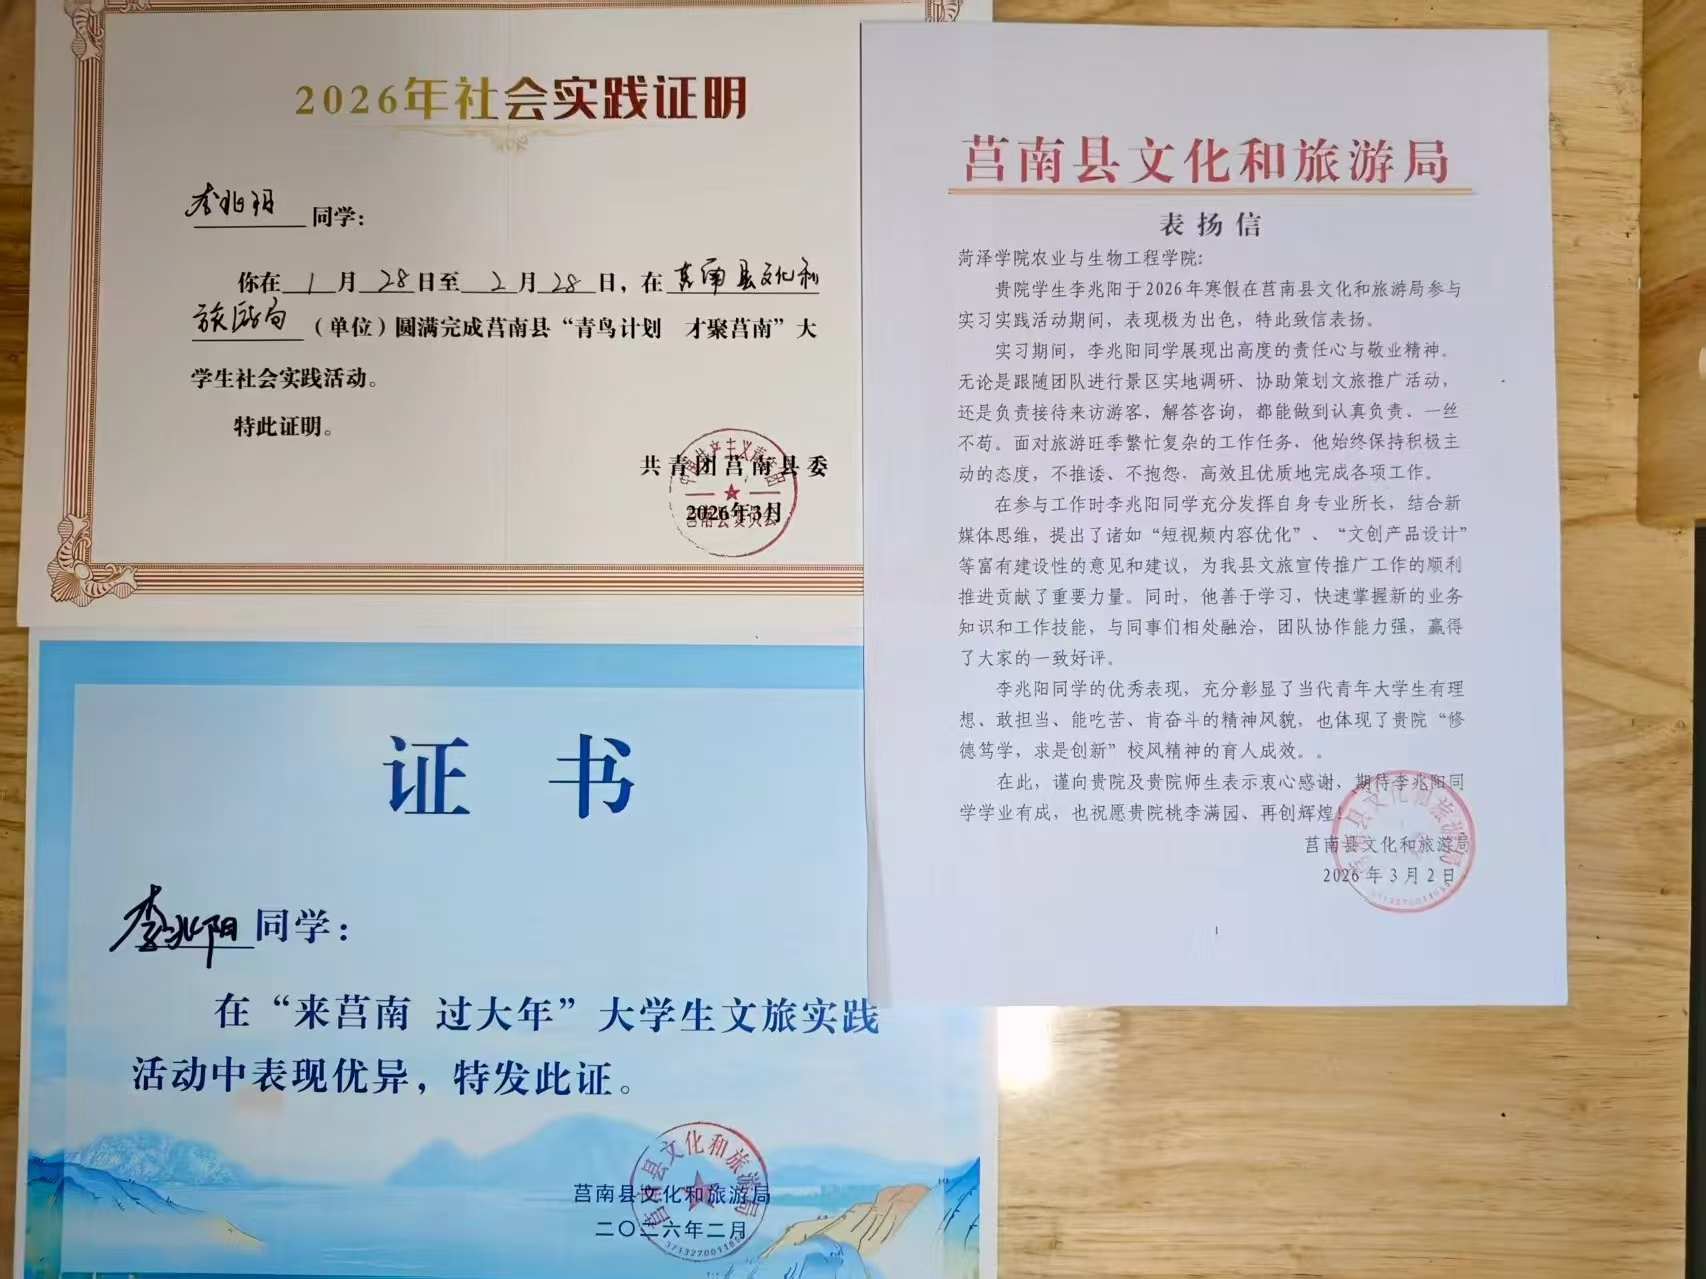 2026年社会实践证明
李兆阳同学:
你在1月28日至2月28日，在莒南县文化和
旅游局（单位）圆满完成莒南县“青鸟计划 才聚莒南”大
学生社会实践活动。
特此证明。
共青团莒南县委
2026年3月
证 书
李兆阳同学:
在“来莒南 过大年”大学生文旅实践
活动中表现优异，特发此证。
莒南县文化和旅游局
二〇二六年二月
莒南县文化和旅游局
表扬信
菏泽学院农业与生物工程学院:
贵院学生李兆阳于2026年寒假在莒南县文化和旅游局参与
实习实践活动期间，表现极为出色，特此致信表扬。
实习期间，李兆阳同学展现出高度的责任心与敬业精神。
无论是跟随团队进行景区实地调研、协助策划文旅推广活动，
还是负责接待来访游客、解答咨询，都能做到认真负责、一丝
不苟。面对旅游旺季繁忙复杂的工作任务，他始终保持积极主
动的态度，不推诿、不抱怨，高效且优质地完成各项工作。
在参与工作时李兆阳同学充分发挥自身专业所长，结合新
媒体思维，提出了诸如“短视频内容优化”、“文创产品设计”
等富有建设性的意见和建议，为我县文旅宣传推广工作的顺利
推进贡献了重要力量。同时，他善于学习，快速掌握新的业务
知识和工作技能，与同事们相处融洽，团队协作能力强，赢得
了大家的一致好评。
李兆阳同学的优秀表现，充分彰显了当代青年大学生有理
想、敢担当、能吃苦、肯奋斗的精神风貌，也体现了贵院“修
德笃学，求是创新”校风精神的育人成效。。
在此，谨向贵院及贵院师生表示衷心感谢，期待李兆阳同
学学业有成，也祝愿贵院桃李满园、再创辉煌！
莒南县文化和旅游局
2026年3月2日
1